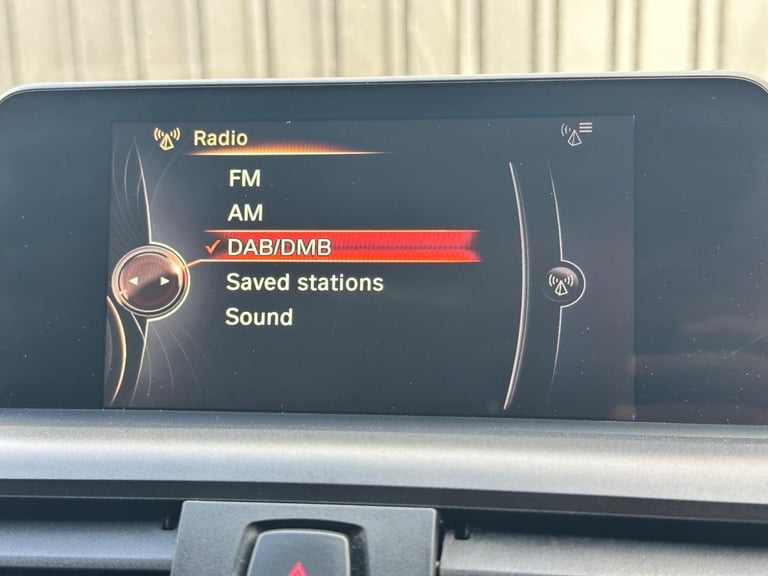 Radio
FM
AM
DAB/DMB
Saved stations
Sound